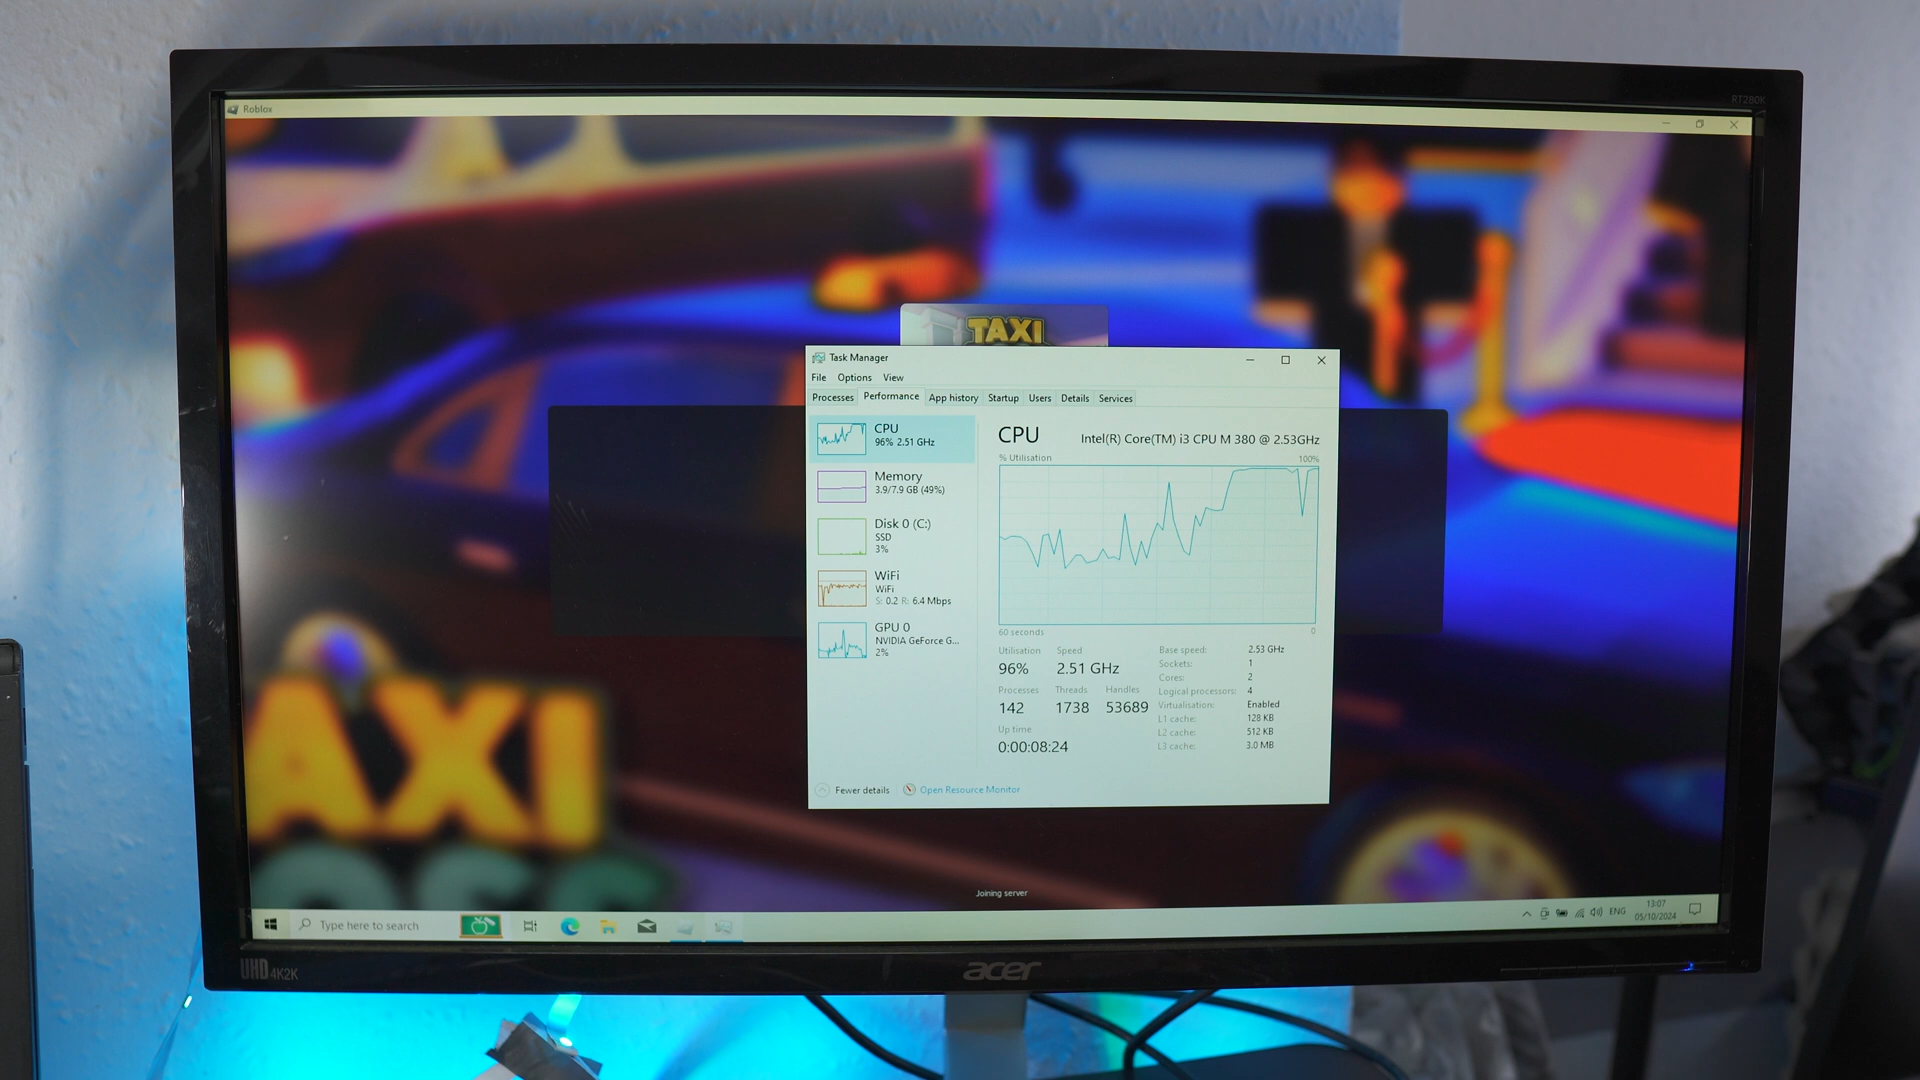 RT280K
Roblox
TAXI
Task Manager
File Options View
Processes Performance App history Startup Users Details Services
CPU
96% 2.51 GHz
Memory
3.9/7.9 GB (49%)
Disk 0 (C:)
SSD
3%
WiFi
WiFi
S: 0.2 R: 6.4 Mbps
GPU 0
NVIDIA GeForce G...
2%
CPU
Intel(R) Core(TM) i3 CPU M 380 @ 2.53GHz
% Utilisation
100%
60 seconds
0
Utilisation
96%
Speed
2.51 GHz
Processes
142
Threads
1738
Handles
53689
Up time
0:00:08:24
Base speed: 2.53 GHz
Sockets: 1
Cores: 2
Logical processors: 4
Virtualisation: Enabled
L1 cache: 128 KB
L2 cache: 512 KB
L3 cache: 3.0 MB
Fewer details
Open Resource Monitor
AXI
Joining server
Type here to search
ENG
13:07
05/10/2024
UHD 4K2K
acer